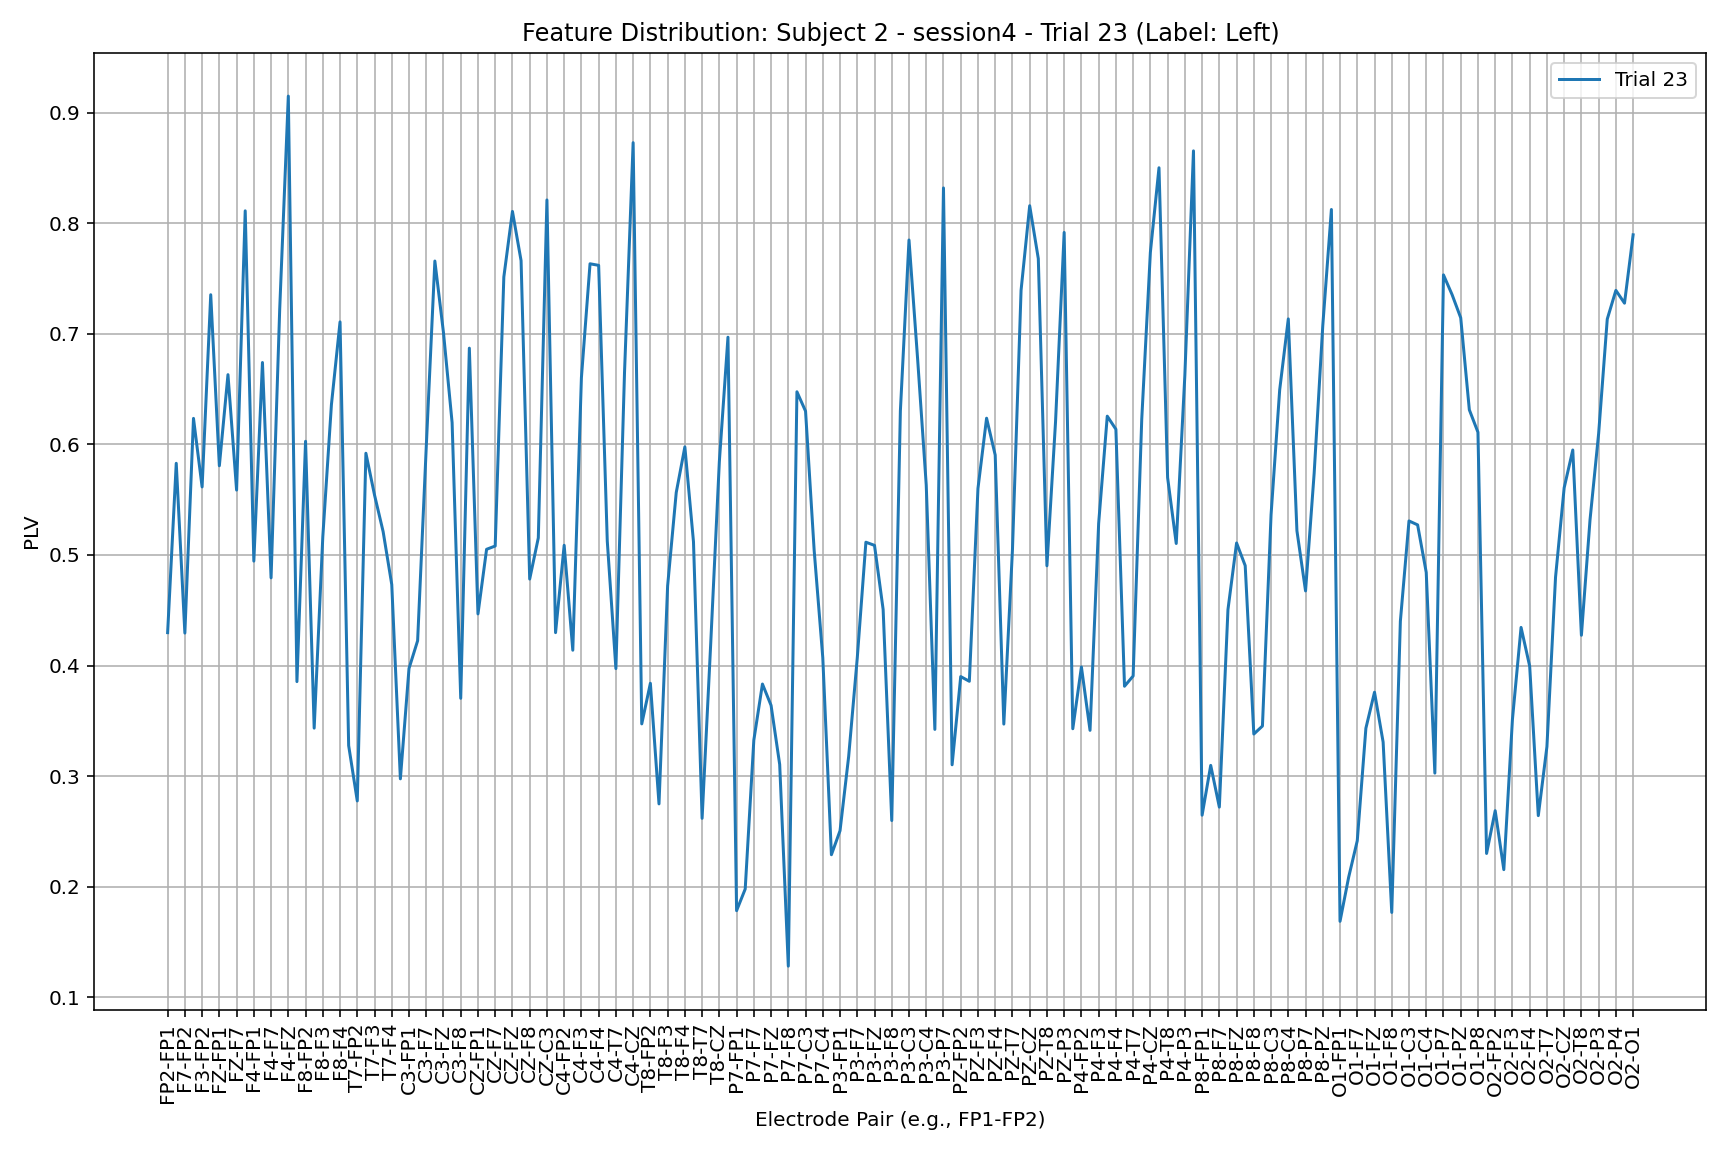 Feature Distribution: Subject 2 - session4 - Trial 23 (Label: Left)
Trial 23
PLV
0.9
0.8
0.7
0.6
0.5
0.4
0.3
0.2
0.1
FP2-FP1
F7-FP2
F3-FP2
FZ-FP1
FZ-F7
F4-FP1
F4-F7
F4-FZ
F8-FP2
F8-F3
F8-F4
T7-FP2
T7-F3
T7-F4
C3-FP1
C3-F7
C3-FZ
C3-F8
CZ-FP1
CZ-F7
CZ-FZ
CZ-F8
CZ-C3
C4-FP2
C4-F3
C4-F4
C4-T7
C4-CZ
T8-FP2
T8-F3
T8-F4
T8-T7
T8-CZ
P7-FP1
P7-F7
P7-FZ
P7-F8
P7-C3
P7-C4
P3-FP1
P3-F7
P3-FZ
P3-F8
P3-C3
P3-C4
P3-P7
PZ-FP2
PZ-F3
PZ-F4
PZ-T7
PZ-CZ
PZ-T8
PZ-P3
P4-FP2
P4-F3
P4-F4
P4-T7
P4-CZ
P4-T8
P4-P3
P8-FP1
P8-F7
P8-FZ
P8-F8
P8-C3
P8-C4
P8-P7
P8-PZ
O1-FP1
O1-F7
O1-FZ
O1-F8
O1-C3
O1-C4
O1-P7
O1-PZ
O1-P8
O2-FP2
O2-F3
O2-F4
O2-T7
O2-CZ
O2-T8
O2-P3
O2-P4
O2-O1
Electrode Pair (e.g., FP1-FP2)